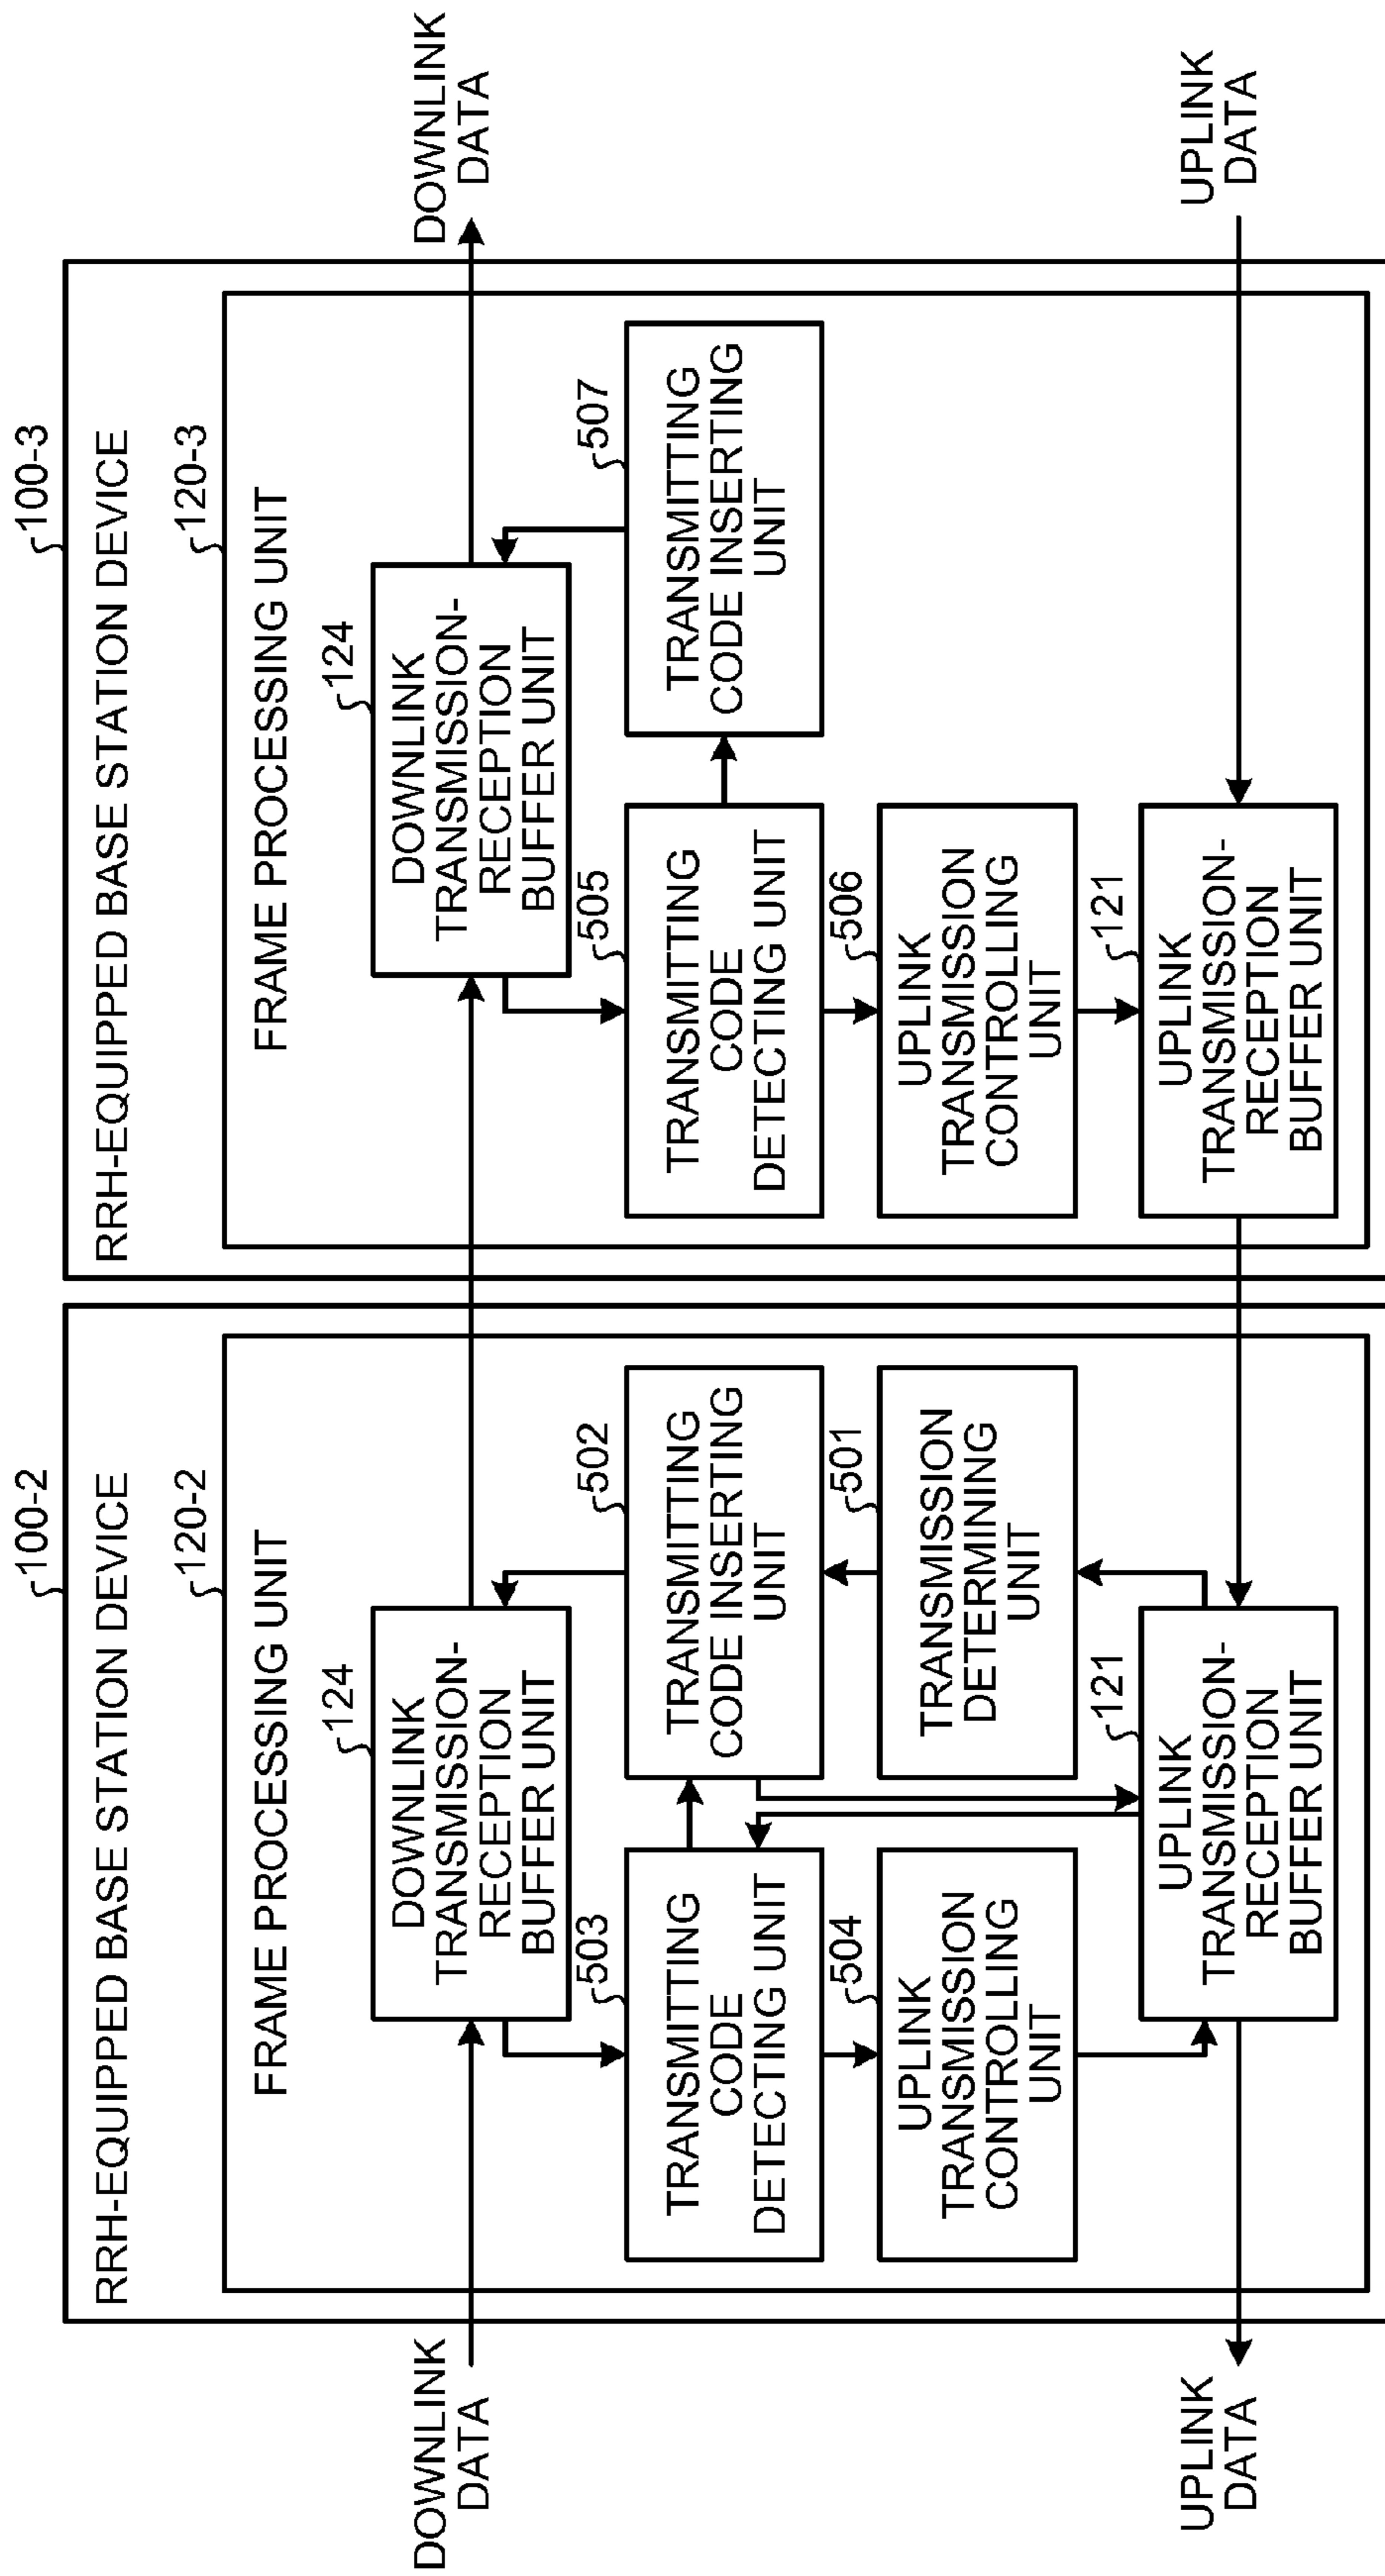 100-2
RRH-EQUIPPED BASE STATION DEVICE
120-2
FRAME PROCESSING UNIT
DOWNLINK
DATA
124
DOWNLINK
TRANSMISSION-
RECEPTION
BUFFER UNIT
503
TRANSMITTING
CODE
DETECTING UNIT
502
TRANSMITTING
CODE INSERTING
UNIT
504
UPLINK
TRANSMISSION
CONTROLLING
UNIT
501
TRANSMISSION
DETERMINING
UNIT
121
UPLINK
TRANSMISSION-
RECEPTION
BUFFER UNIT
UPLINK
DATA
100-3
RRH-EQUIPPED BASE STATION DEVICE
120-3
FRAME PROCESSING UNIT
124
DOWNLINK
TRANSMISSION-
RECEPTION
BUFFER UNIT
DOWNLINK
DATA
505
TRANSMITTING
CODE
DETECTING UNIT
507
TRANSMITTING
CODE INSERTING
UNIT
506
UPLINK
TRANSMISSION
CONTROLLING
UNIT
121
UPLINK
TRANSMISSION-
RECEPTION
BUFFER UNIT
UPLINK
DATA